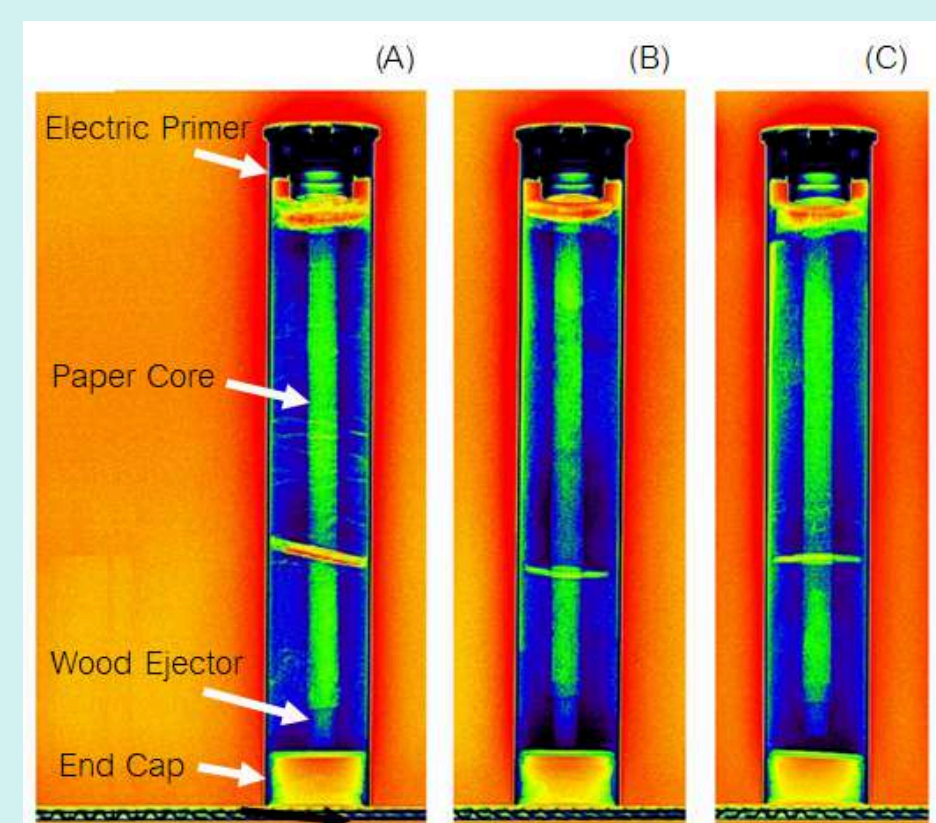 (A)
(B)
(C)
Electric Primer
Paper Core
Wood Ejector
End Cap